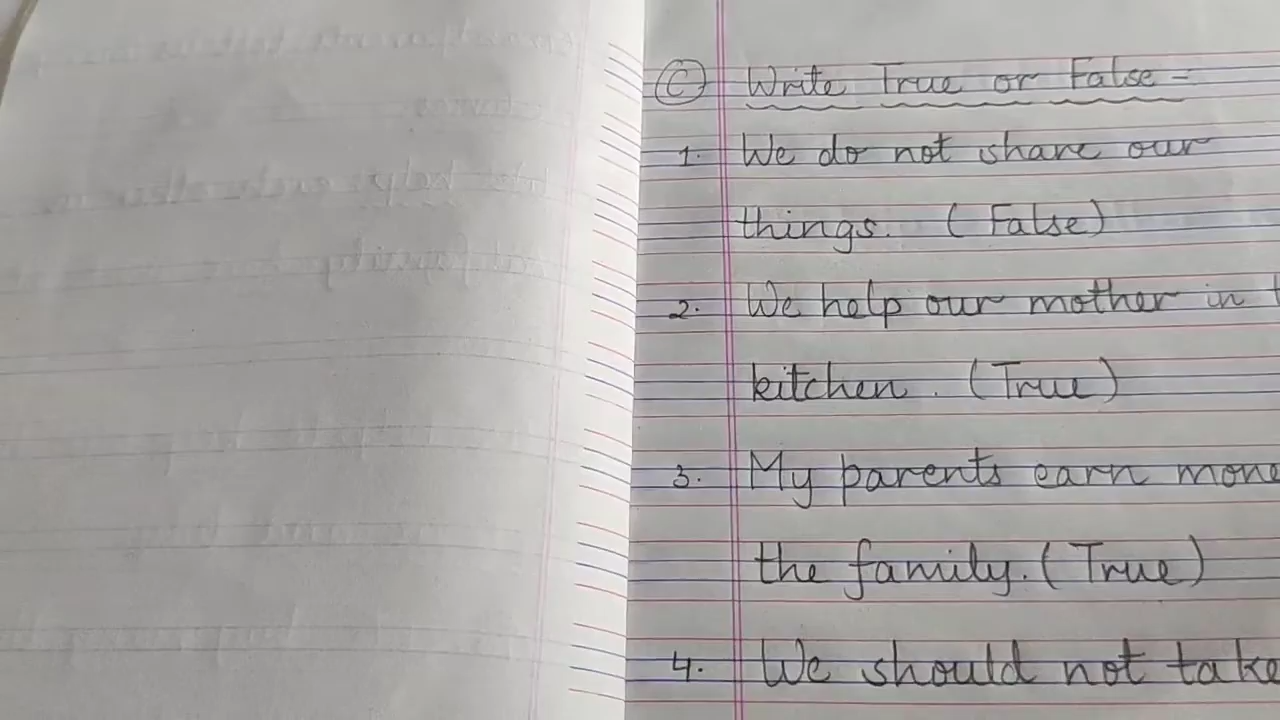 (C) Write True or False =
1. We do not share our
things. (False)
2. We help our mother in
kitchen. (True)
3. My parents earn
the family. (True)
4. We should not take